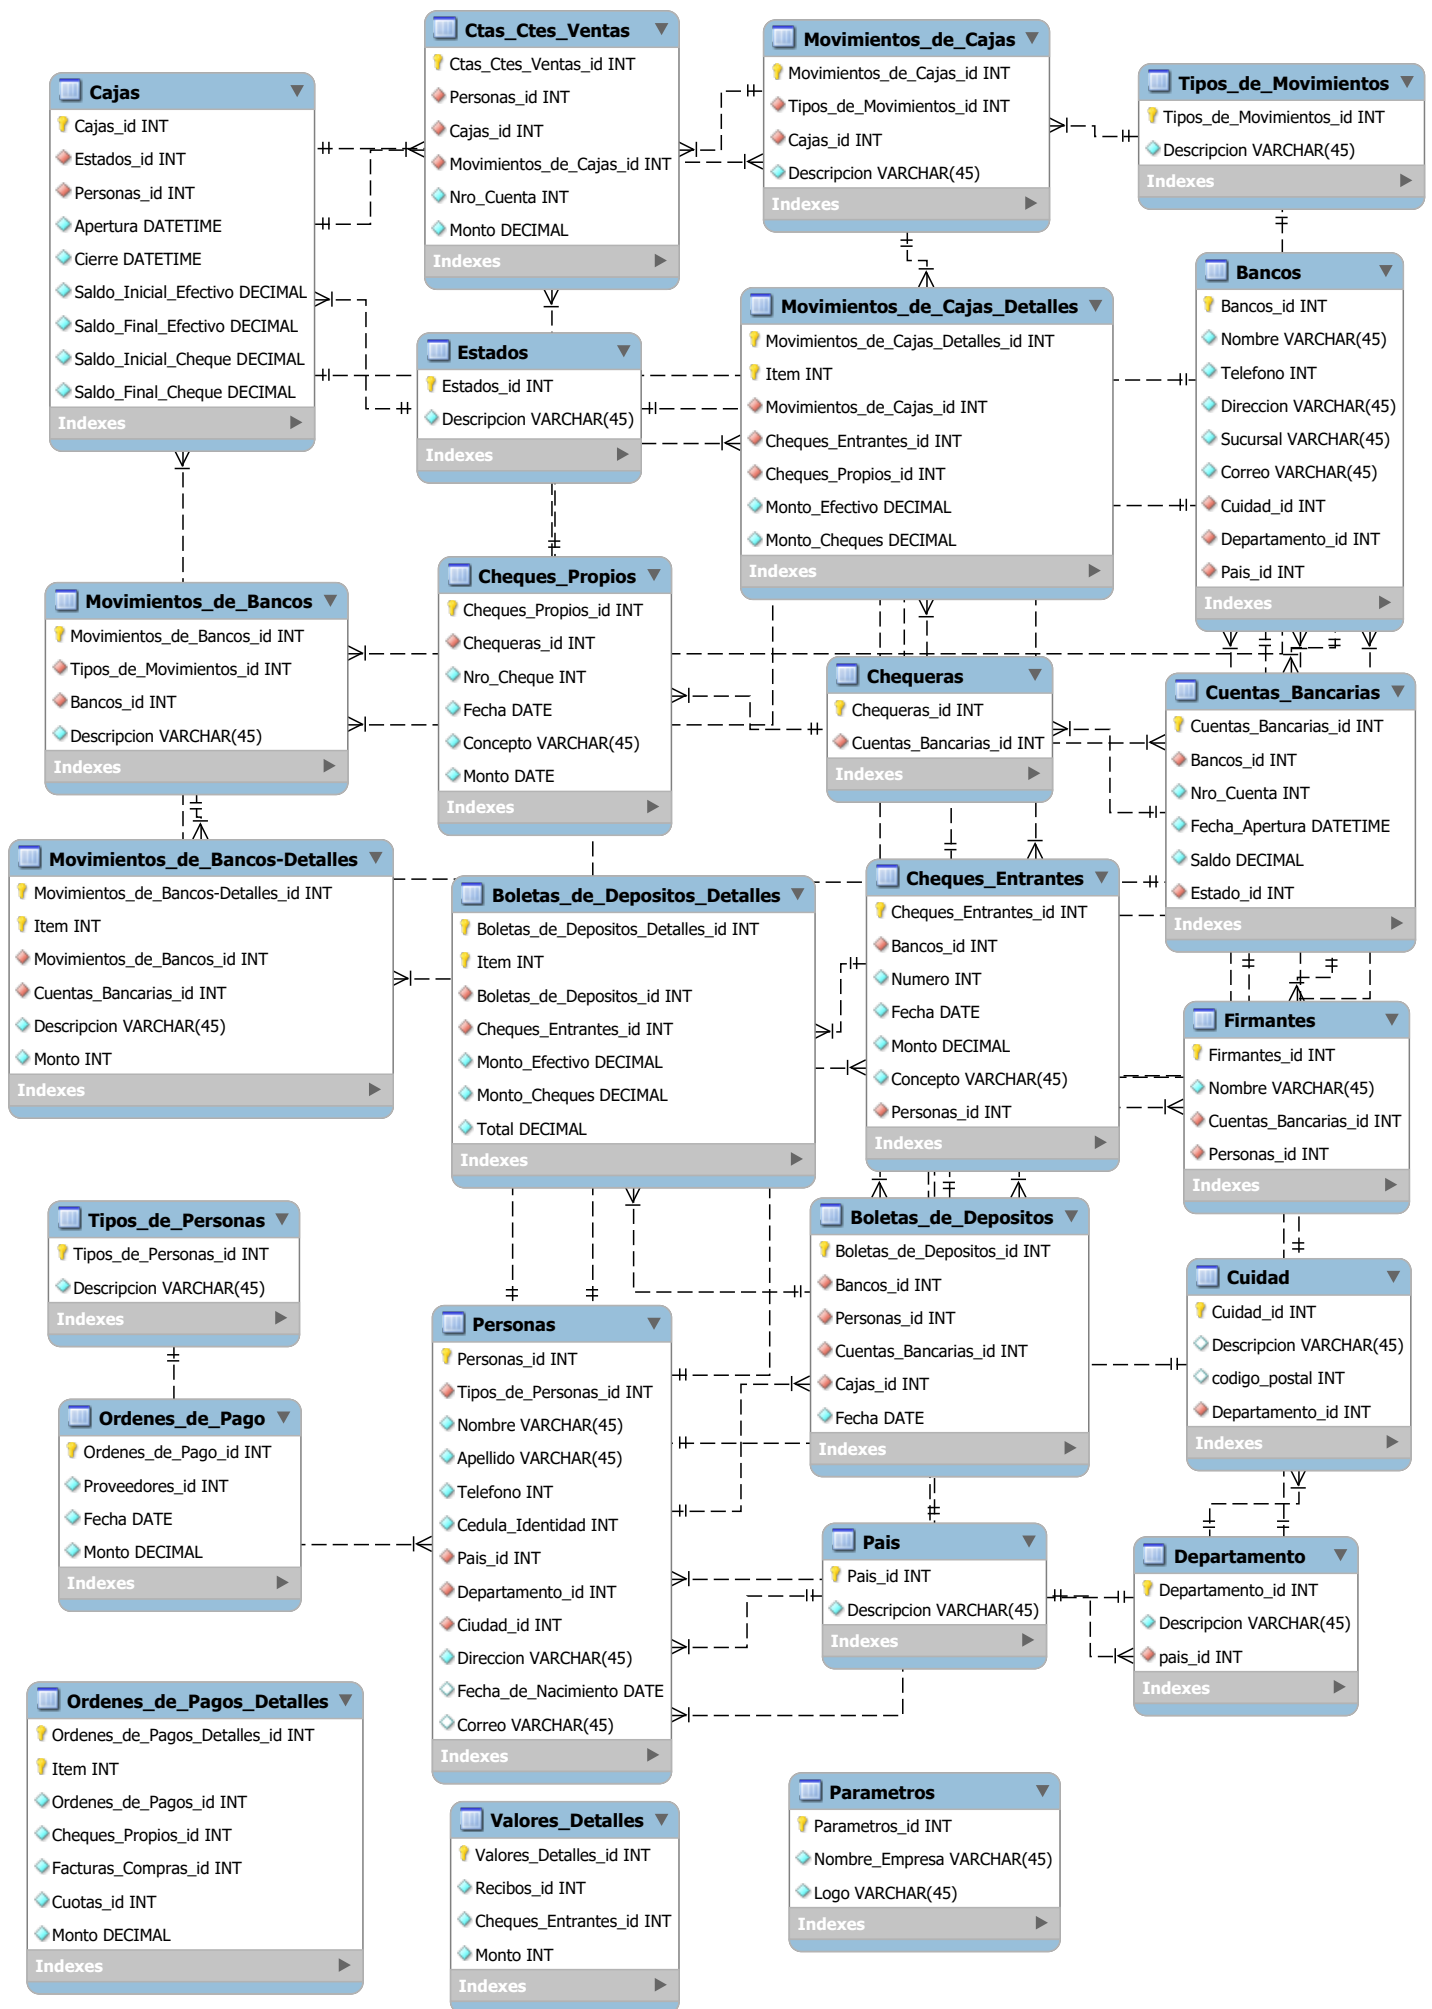 Ctas_Ctes_Ventas
Ctas_Ctes_Ventas_id INT
Personas_id INT
Cajas_id INT
Movimientos_de_Cajas_id INT
Nro_Cuenta INT
Monto DECIMAL
Indexes
Movimientos_de_Cajas
Movimientos_de_Cajas_id INT
Tipos_de_Movimientos_id INT
Cajas_id INT
Descripcion VARCHAR(45)
Indexes
Tipos_de_Movimientos
Tipos_de_Movimientos_id INT
Descripcion VARCHAR(45)
Indexes
Cajas
Cajas_id INT
Estados_id INT
Personas_id INT
Apertura DATETIME
Cierre DATETIME
Saldo_Inicial_Efectivo DECIMAL
Saldo_Final_Efectivo DECIMAL
Saldo_Inicial_Cheque DECIMAL
Saldo_Final_Cheque DECIMAL
Indexes
Estados
Estados_id INT
Descripcion VARCHAR(45)
Indexes
Movimientos_de_Cajas_Detalles
Movimientos_de_Cajas_Detalles_id INT
Item INT
Movimientos_de_Cajas_id INT
Cheques_Entrantes_id INT
Cheques_Propios_id INT
Monto_Efectivo DECIMAL
Monto_Cheques DECIMAL
Indexes
Bancos
Bancos_id INT
Nombre VARCHAR(45)
Telefono INT
Direccion VARCHAR(45)
Sucursal VARCHAR(45)
Correo VARCHAR(45)
Cuidad_id INT
Departamento_id INT
Pais_id INT
Indexes
Movimientos_de_Bancos
Movimientos_de_Bancos_id INT
Tipos_de_Movimientos_id INT
Bancos_id INT
Descripcion VARCHAR(45)
Indexes
Cheques_Propios
Cheques_Propios_id INT
Chequeras_id INT
Nro_Cheque INT
Fecha DATE
Concepto VARCHAR(45)
Monto DATE
Indexes
Chequeras
Chequeras_id INT
Cuentas_Bancarias_id INT
Indexes
Cuentas_Bancarias
Cuentas_Bancarias_id INT
Bancos_id INT
Nro_Cuenta INT
Fecha_Apertura DATETIME
Saldo DECIMAL
Estado_id INT
Indexes
Movimientos_de_Bancos-Detalles
Movimientos_de_Bancos-Detalles_id INT
Item INT
Movimientos_de_Bancos_id INT
Cuentas_Bancarias_id INT
Descripcion VARCHAR(45)
Monto INT
Indexes
Boletas_de_Depositos_Detalles
Boletas_de_Depositos_Detalles_id INT
Item INT
Boletas_de_Depositos_id INT
Cheques_Entrantes_id INT
Monto_Efectivo DECIMAL
Monto_Cheques DECIMAL
Total DECIMAL
Indexes
Cheques_Entrantes
Cheques_Entrantes_id INT
Bancos_id INT
Numero INT
Fecha DATE
Monto DECIMAL
Concepto VARCHAR(45)
Personas_id INT
Indexes
Firmantes
Firmantes_id INT
Nombre VARCHAR(45)
Cuentas_Bancarias_id INT
Personas_id INT
Indexes
Tipos_de_Personas
Tipos_de_Personas_id INT
Descripcion VARCHAR(45)
Indexes
Boletas_de_Depositos
Boletas_de_Depositos_id INT
Bancos_id INT
Personas_id INT
Cuentas_Bancarias_id INT
Cajas_id INT
Fecha DATE
Indexes
Cuidad
Cuidad_id INT
Descripcion VARCHAR(45)
codigo_postal INT
Departamento_id INT
Indexes
Personas
Personas_id INT
Tipos_de_Personas_id INT
Nombre VARCHAR(45)
Apellido VARCHAR(45)
Telefono INT
Cedula_Identidad INT
Pais_id INT
Departamento_id INT
Ciudad_id INT
Direccion VARCHAR(45)
Fecha_de_Nacimiento DATE
Correo VARCHAR(45)
Indexes
Ordenes_de_Pago
Ordenes_de_Pago_id INT
Proveedores_id INT
Fecha DATE
Monto DECIMAL
Indexes
Pais
Pais_id INT
Descripcion VARCHAR(45)
Indexes
Departamento
Departamento_id INT
Descripcion VARCHAR(45)
pais_id INT
Indexes
Ordenes_de_Pagos_Detalles
Ordenes_de_Pagos_Detalles_id INT
Item INT
Ordenes_de_Pagos_id INT
Cheques_Propios_id INT
Facturas_Compras_id INT
Cuotas_id INT
Monto DECIMAL
Indexes
Valores_Detalles
Valores_Detalles_id INT
Recibos_id INT
Cheques_Entrantes_id INT
Monto INT
Indexes
Parametros
Parametros_id INT
Nombre_Empresa VARCHAR(45)
Logo VARCHAR(45)
Indexes